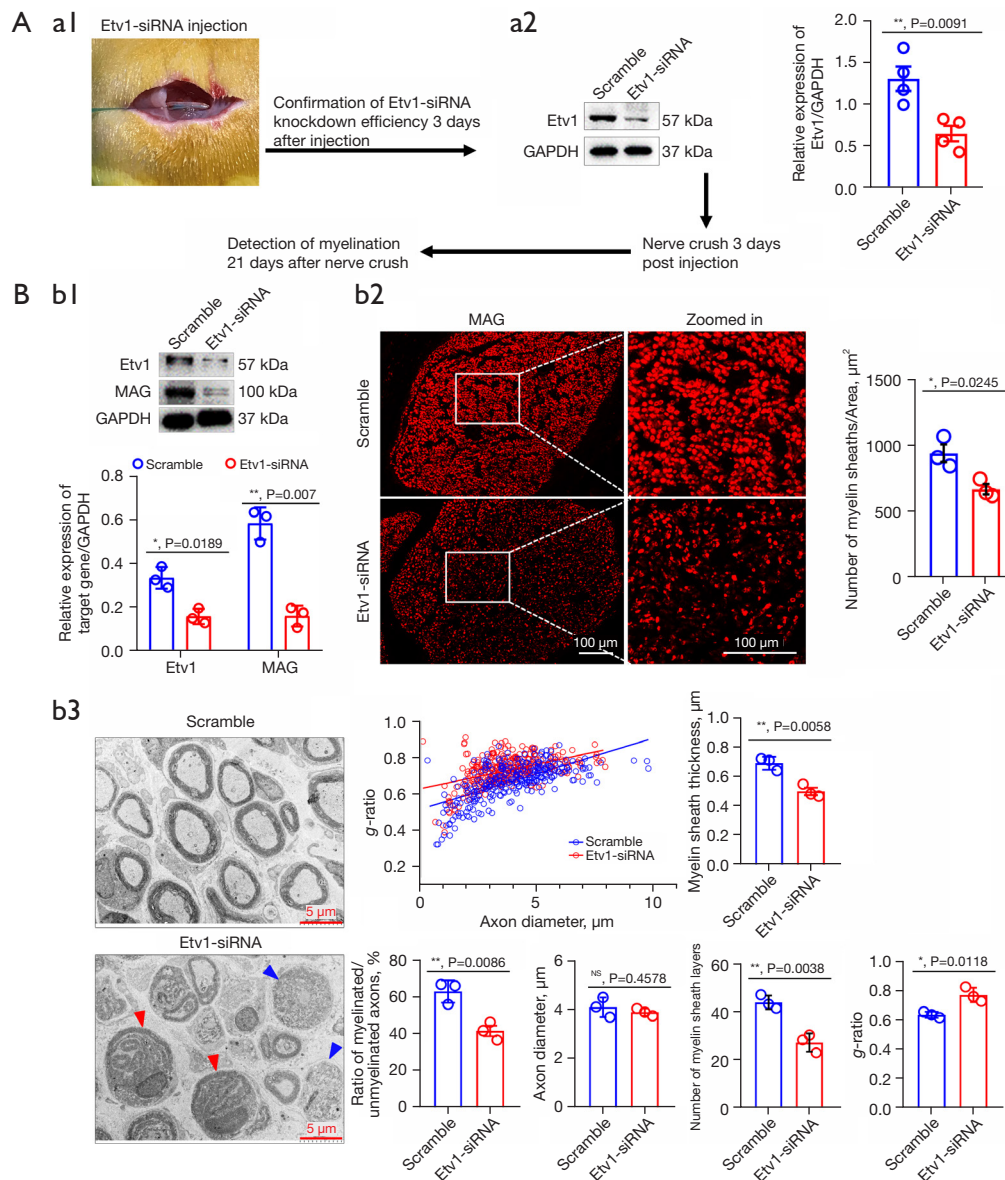 A a1
Etv1-siRNA injection
Confirmation of Etv1-siRNA
knockdown efficiency 3 days
after injection
a2
Scramble
Etv1-siRNA
Etv1
57 kDa
GAPDH
37 kDa
**, P=0.0091
Relative expression of
Etv1/GAPDH
2.0
1.5
1.0
0.5
0.0
Scramble
Etv1-siRNA
Nerve crush 3 days
post injection
Detection of myelination
21 days after nerve crush
B b1
Scramble
Etv1-siRNA
Etv1
57 kDa
MAG
100 kDa
GAPDH
37 kDa
Scramble
Etv1-siRNA
Relative expression of
target gene/GAPDH
0.8
0.6
0.4
0.2
0.0
*, P=0.0189
**, P=0.007
Etv1
MAG
b2
MAG
Zoomed in
Scramble
Etv1-siRNA
100 µm
100 µm
Number of myelin sheaths/Area, µm²
1500
1000
500
0
*, P=0.0245
Scramble
Etv1-siRNA
b3
Scramble
5 µm
Etv1-siRNA
5 µm
g-ratio
1.0
0.8
0.6
0.4
0.2
0
5
10
Axon diameter, µm
Scramble
Etv1-siRNA
Myelin sheath thickness, µm
1.0
0.8
0.6
0.4
0.2
0.0
**, P=0.0058
Scramble
Etv1-siRNA
Ratio of myelinated/
unmyelinated axons, %
80
60
40
20
0
**, P=0.0086
Scramble
Etv1-siRNA
Axon diameter, µm
6
4
2
0
NS, P=0.4578
Scramble
Etv1-siRNA
Number of myelin sheath layers
60
40
20
0
**, P=0.0038
Scramble
Etv1-siRNA
g-ratio
1.0
0.8
0.6
0.4
0.2
0.0
*, P=0.0118
Scramble
Etv1-siRNA